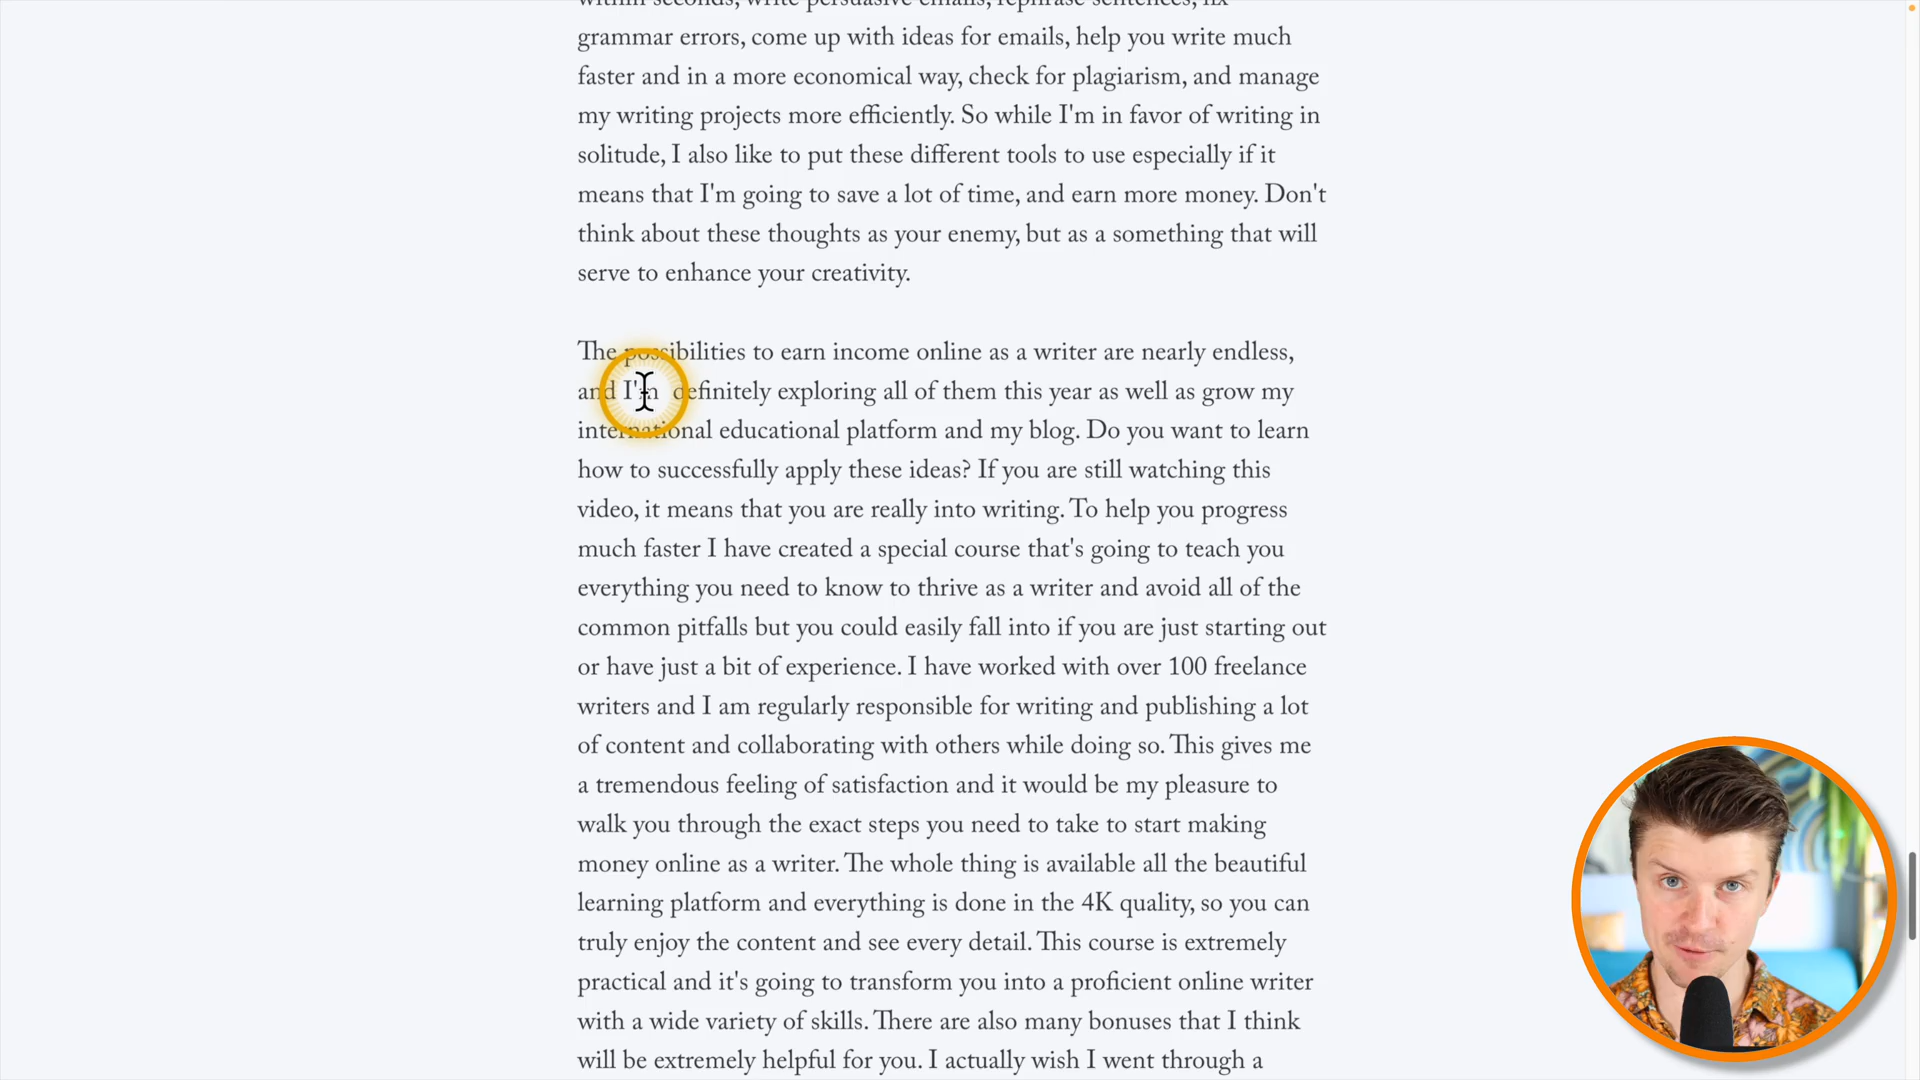 within seconds, write persuasive emails, rephrase sentences, fix
grammar errors, come up with ideas for emails, help you write much
faster and in a more economical way, check for plagiarism, and manage
my writing projects more efficiently. So while I'm in favor of writing in
solitude, I also like to put these different tools to use especially if it
means that I'm going to save a lot of time, and earn more money. Don't
think about these thoughts as your enemy, but as a something that will
serve to enhance your creativity.
The possibilities to earn income online as a writer are nearly endless,
and I'm definitely exploring all of them this year as well as grow my
international educational platform and my blog. Do you want to learn
how to successfully apply these ideas? If you are still watching this
video, it means that you are really into writing. To help you progress
much faster I have created a special course that's going to teach you
everything you need to know to thrive as a writer and avoid all of the
common pitfalls but you could easily fall into if you are just starting out
or have just a bit of experience. I have worked with over 100 freelance
writers and I am regularly responsible for writing and publishing a lot
of content and collaborating with others while doing so. This gives me
a tremendous feeling of satisfaction and it would be my pleasure to
walk you through the exact steps you need to take to start making
money online as a writer. The whole thing is available all the beautiful
learning platform and everything is done in the 4K quality, so you can
truly enjoy the content and see every detail. This course is extremely
practical and it's going to transform you into a proficient online writer
with a wide variety of skills. There are also many bonuses that I think
will be extremely helpful for you. I actually wish I went through a